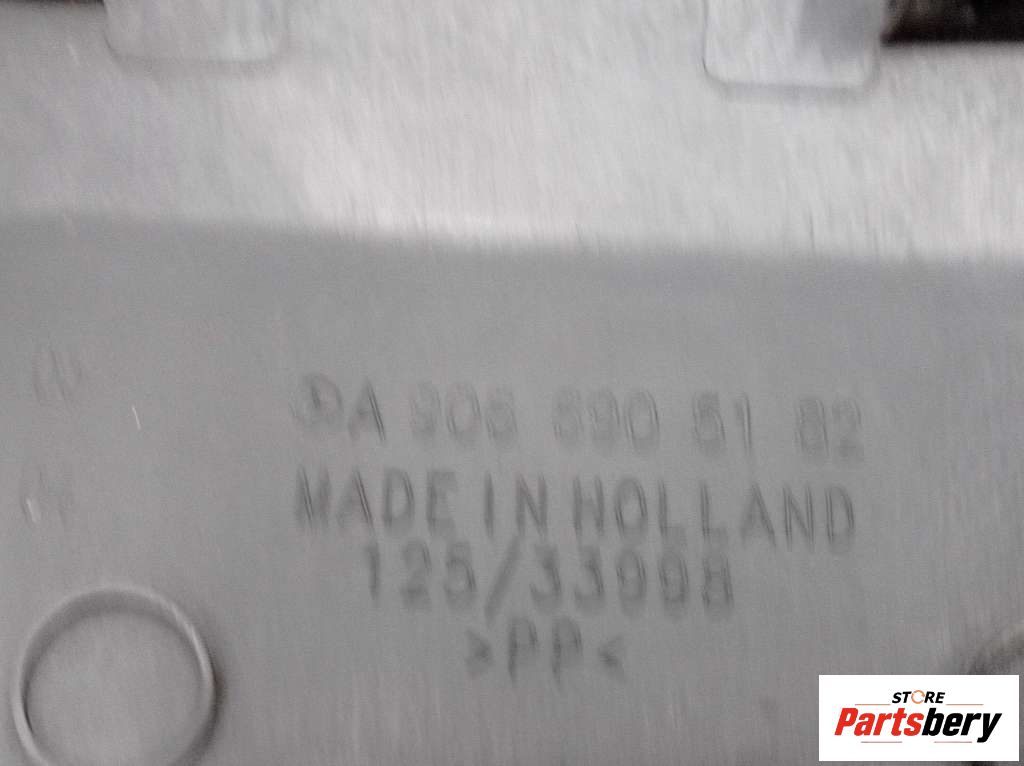 A 906 690 51 82
MADE IN HOLLAND
125/33998
>PP<
STORE
Partsbery